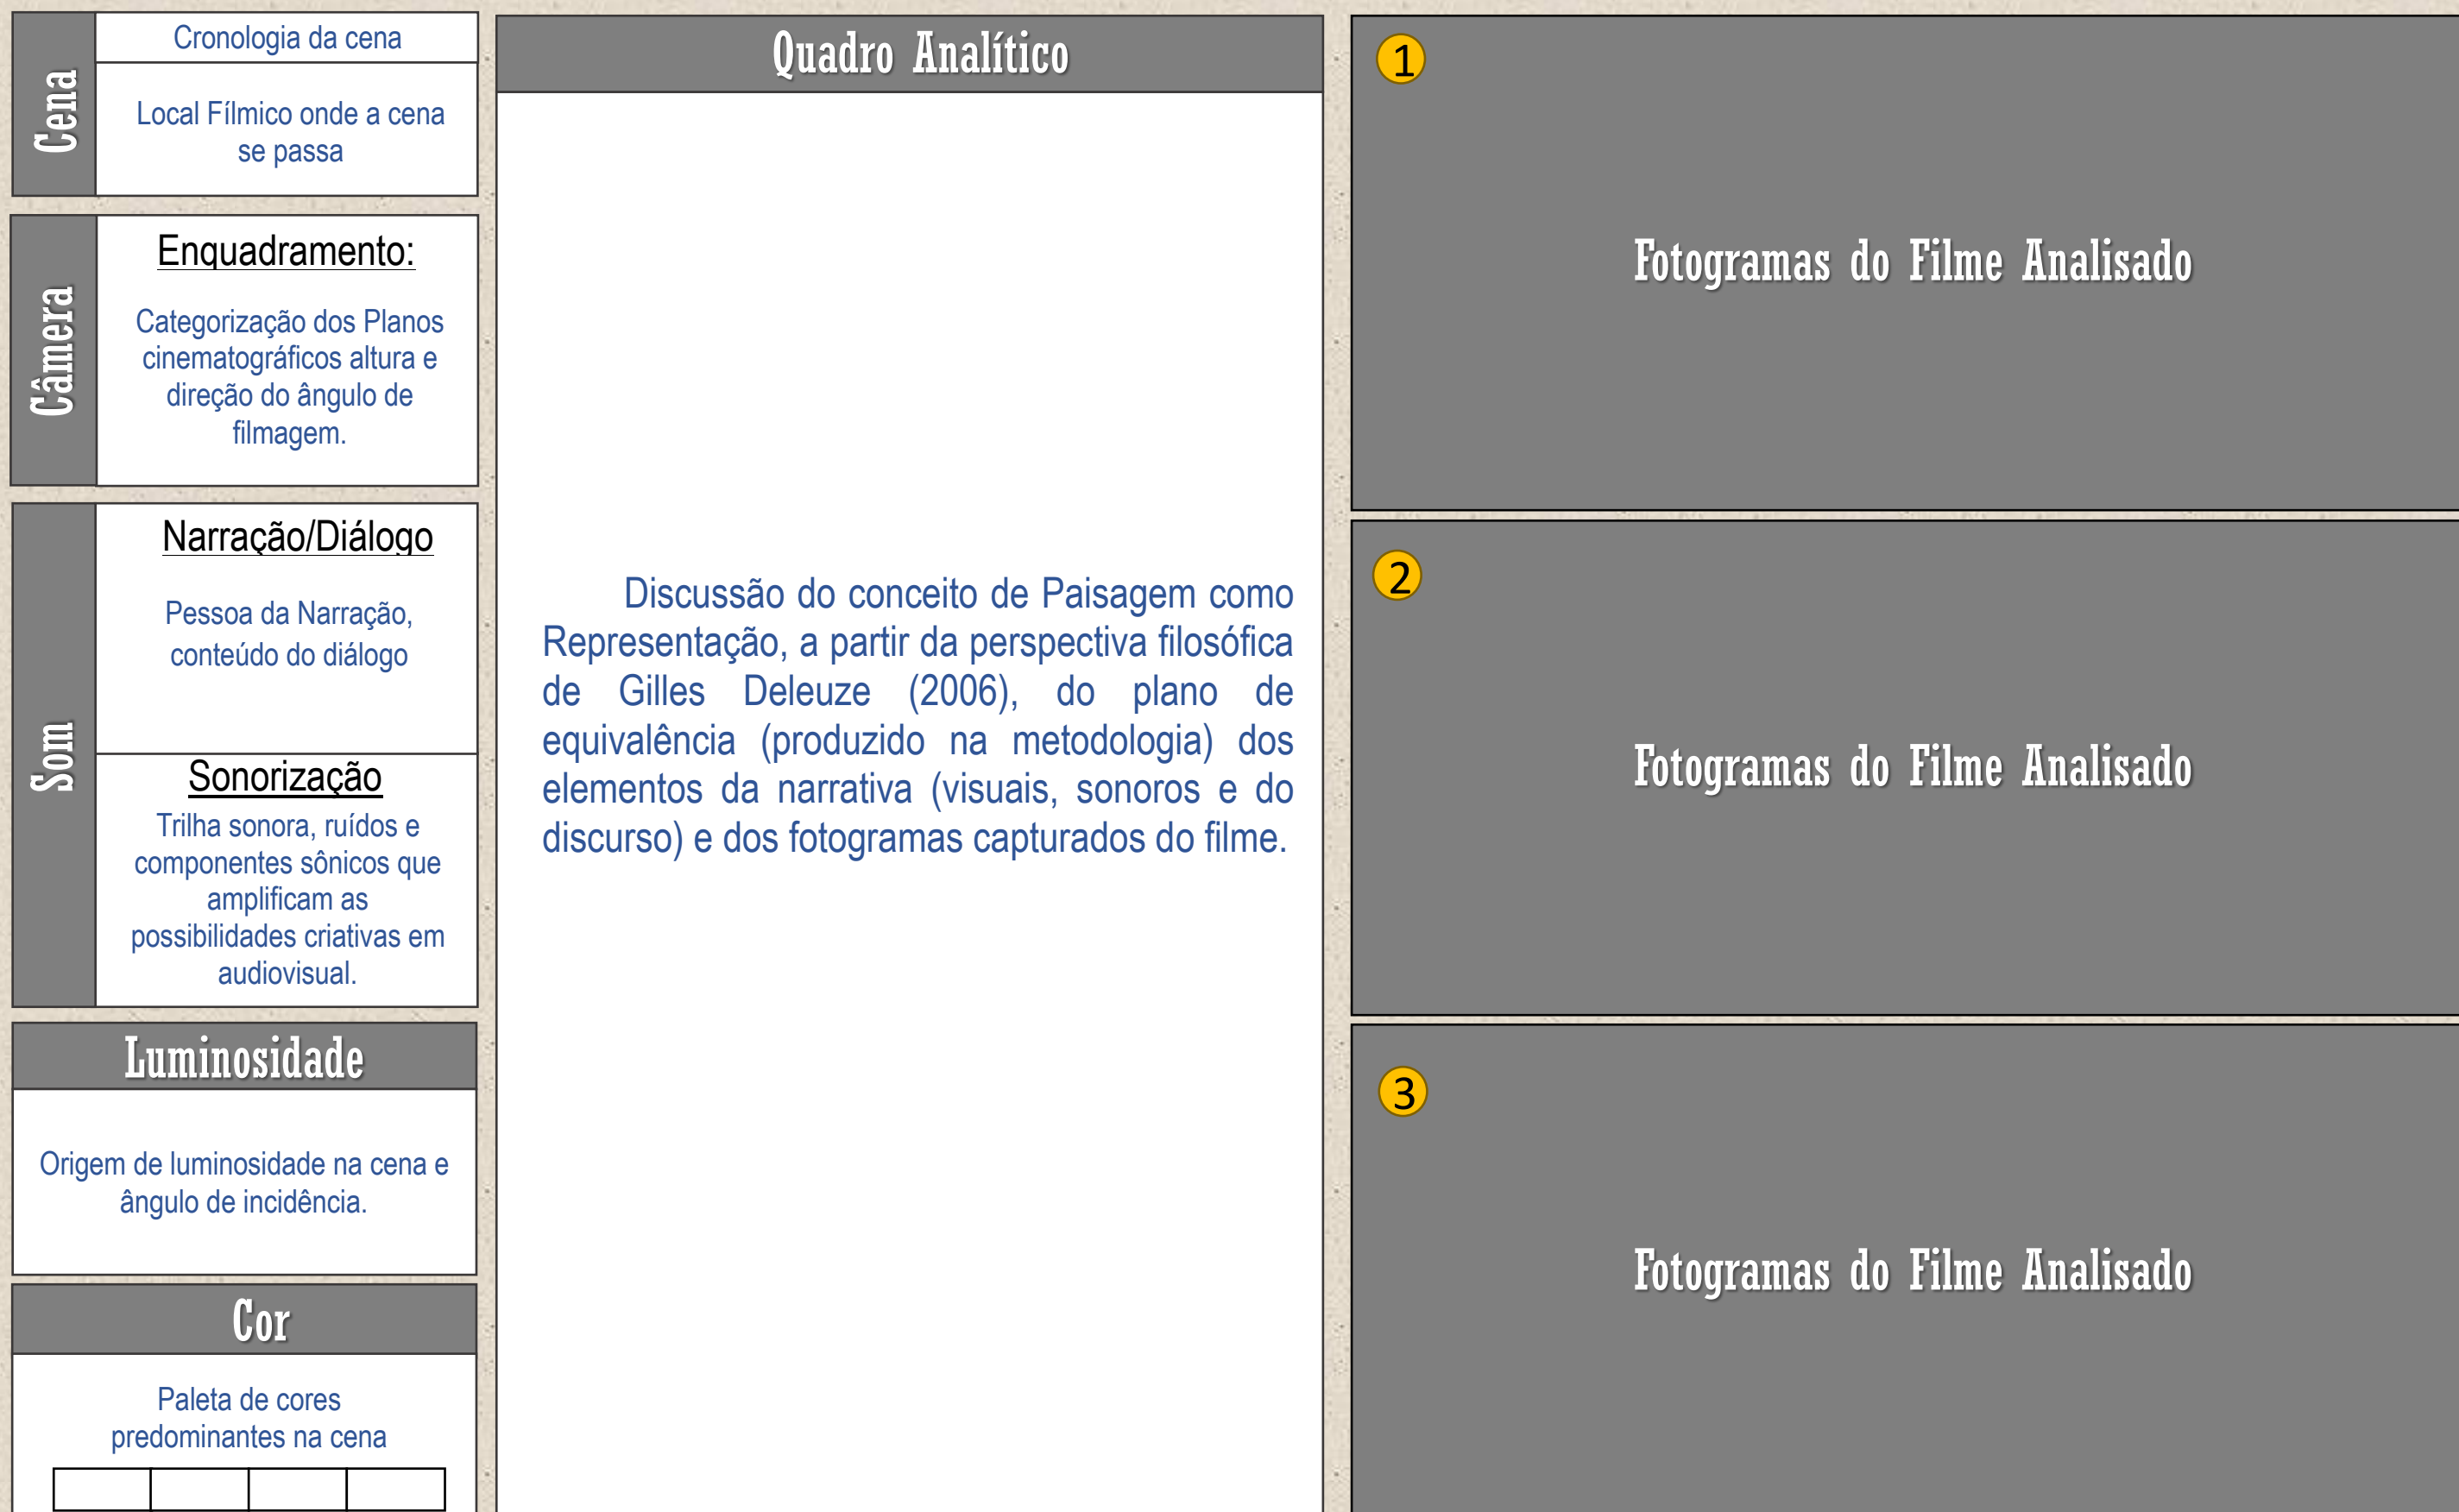 Cena
Cronologia da cena
Local Fílmico onde a cena
se passa
Câmera
Enquadramento:
Categorização dos Planos
cinematográficos altura e
direção do ângulo de
filmagem.
Som
Narração/Diálogo
Pessoa da Narração,
conteúdo do diálogo
Sonorização
Trilha sonora, ruídos e
componentes sônicos que
amplificam as
possibilidades criativas em
audiovisual.
Luminosidade
Origem de luminosidade na cena e
ângulo de incidência.
Cor
Paleta de cores
predominantes na cena
Quadro Analítico
Discussão do conceito de Paisagem como
Representação, a partir da perspectiva filosófica
de Gilles Deleuze (2006), do plano de
equivalência (produzido na metodologia) dos
elementos da narrativa (visuais, sonoros e do
discurso) e dos fotogramas capturados do filme.
1
Fotogramas do Filme Analisado
2
Fotogramas do Filme Analisado
3
Fotogramas do Filme Analisado